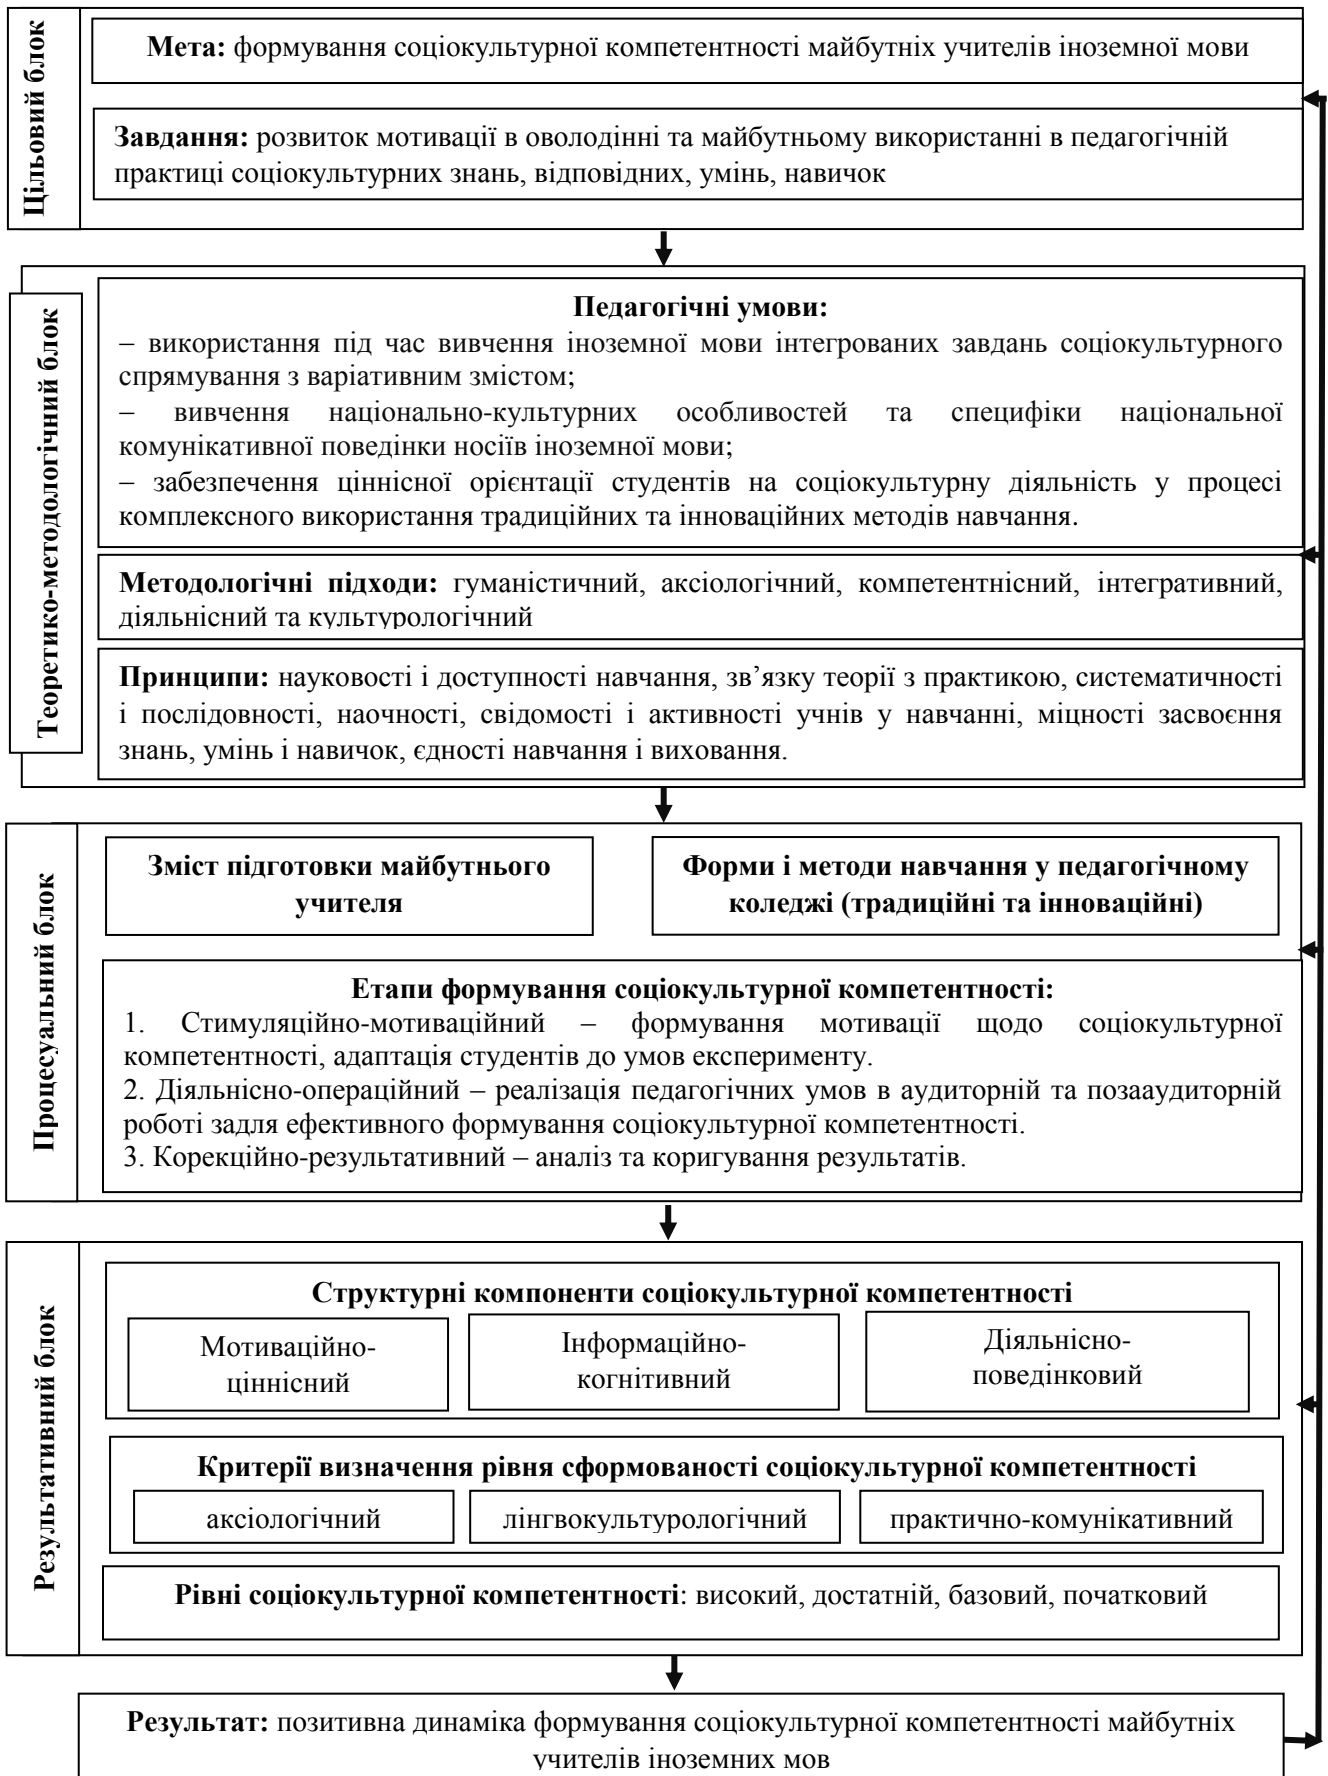 Цільовий блок
Мета: формування соціокультурної компетентності майбутніх учителів іноземної мови
Завдання: розвиток мотивації в оволодінні та майбутньому використанні в педагогічній
практиці соціокультурних знань, відповідних, умінь, навичок
Теоретико-методологічний блок
Педагогічні умови:
– використання під час вивчення іноземної мови інтегрованих завдань соціокультурного
спрямування з варіативним змістом;
– вивчення національно-культурних особливостей та специфіки національної
комунікативної поведінки носіїв іноземної мови;
– забезпечення ціннісної орієнтації студентів на соціокультурну діяльність у процесі
комплексного використання традиційних та інноваційних методів навчання.
Методологічні підходи: гуманістичний, аксіологічний, компетентнісний, інтегративний,
діяльнісний та культурологічний
Принципи: науковості і доступності навчання, зв’язку теорії з практикою, систематичності
і послідовності, наочності, свідомості і активності учнів у навчанні, міцності засвоєння
знань, умінь і навичок, єдності навчання і виховання.
Процесуальний блок
Зміст підготовки майбутнього
учителя
Форми і методи навчання у педагогічному
коледжі (традиційні та інноваційні)
Етапи формування соціокультурної компетентності:
1. Стимуляційно-мотиваційний – формування мотивації щодо соціокультурної
компетентності, адаптація студентів до умов експерименту.
2. Діяльнісно-операційний – реалізація педагогічних умов в аудиторній та позааудиторній
роботі задля ефективного формування соціокультурної компетентності.
3. Корекційно-результативний – аналіз та коригування результатів.
Результативний блок
Структурні компоненти соціокультурної компетентності
Мотиваційно-
ціннісний
Інформаційно-
когнітивний
Діяльнісно-
поведінковий
Критерії визначення рівня сформованості соціокультурної компетентності
аксіологічний
лінгвокультурологічний
практично-комунікативний
Рівні соціокультурної компетентності: високий, достатній, базовий, початковий
Результат: позитивна динаміка формування соціокультурної компетентності майбутніх
учителів іноземних мов